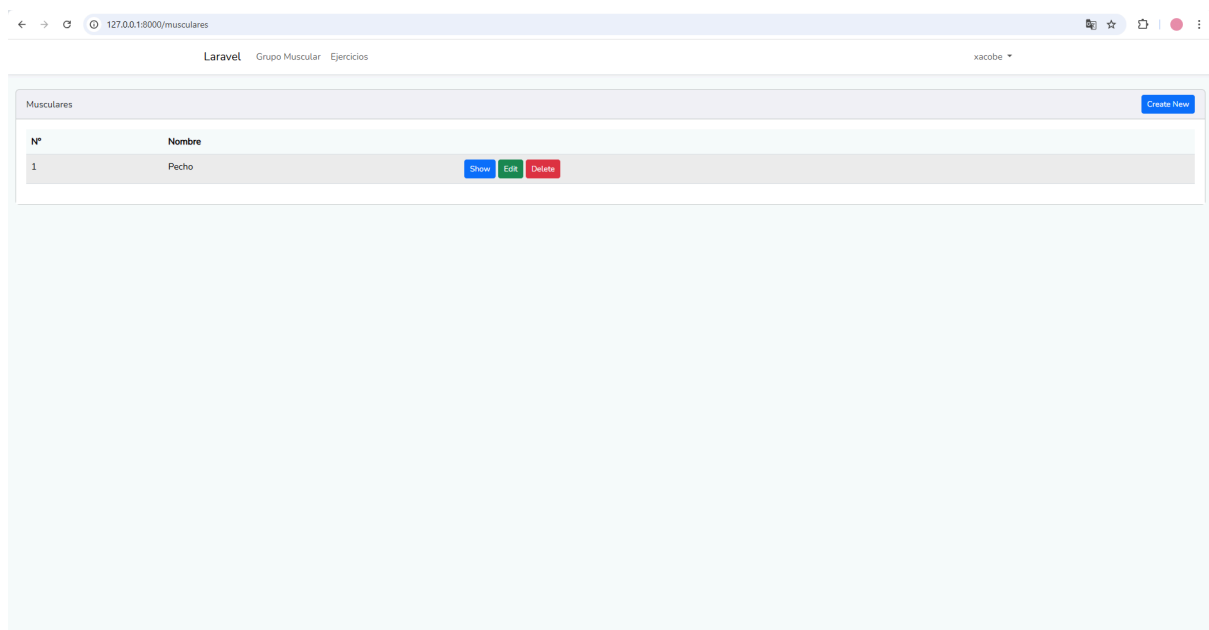 127.0.0.1:8000/musculares
Laravel Grupo Muscular Ejercicios xacobe
Musculares Create New
Nº Nombre
1 Pecho Show Edit Delete